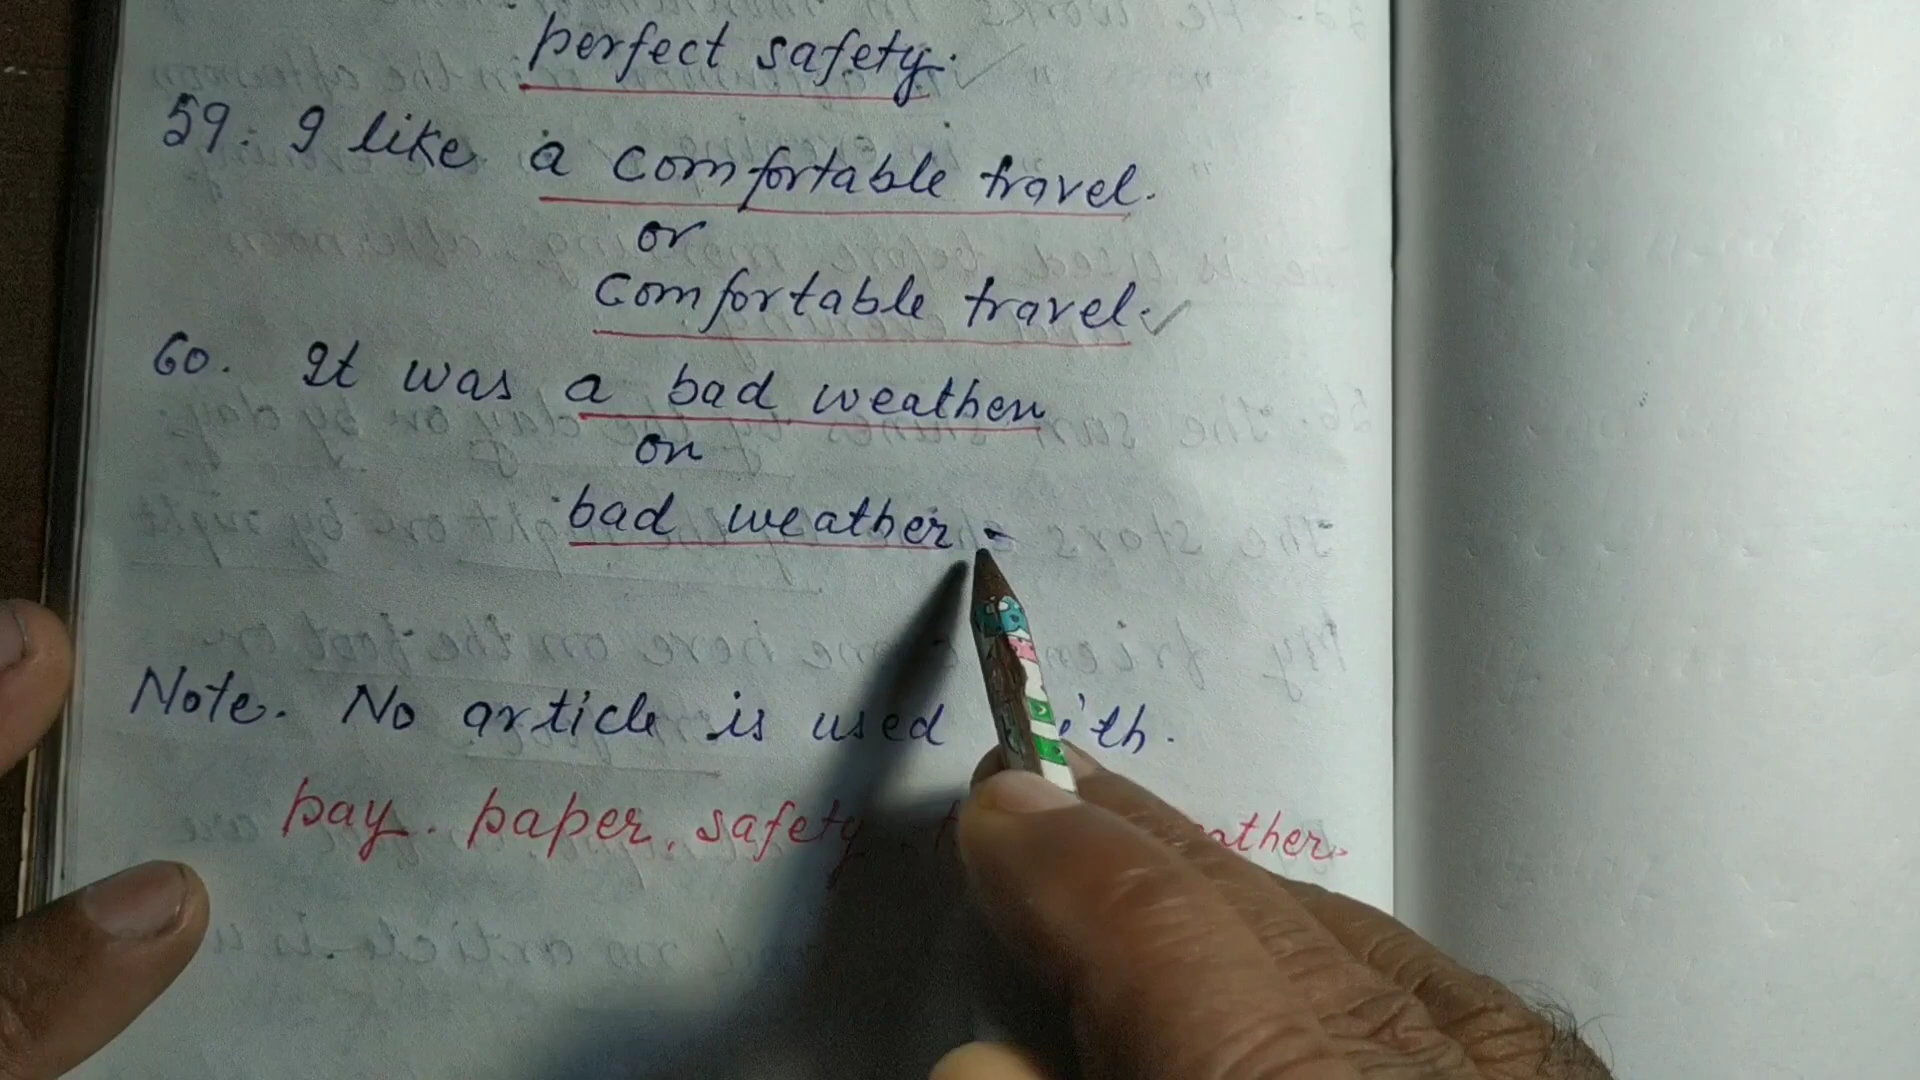 perfect safety.
59. I like a comfortable travel.
or
comfortable travel.
60. It was a bad weather
or
bad weather -
Note. No article is used
pay. paper, safety,